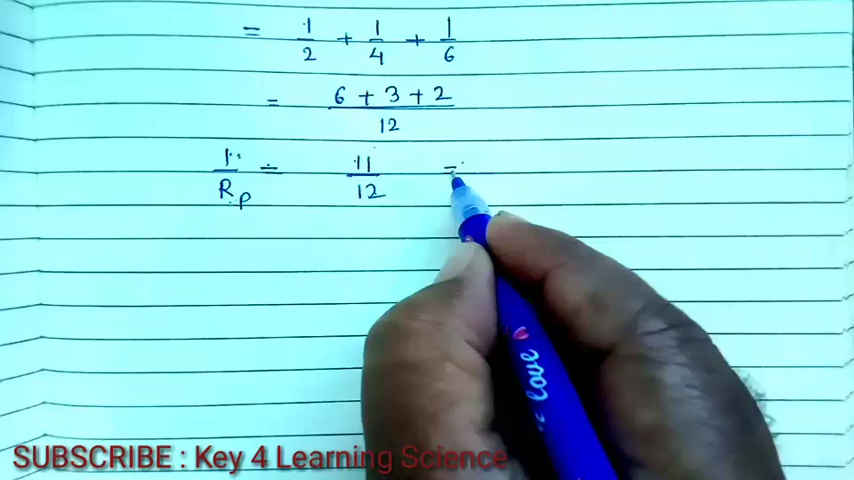 = 1/2 + 1/4 + 1/6
= 6 + 3 + 2 / 12
1/Rp = 11/12 =
love
SUBSCRIBE : Key 4 Learning Science